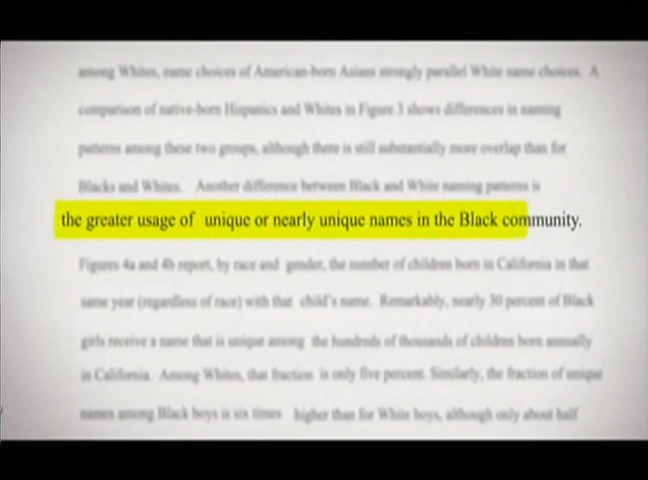 among Whites, name choices of American-born Asians strongly parallel White name choices. A
comparison of native-born Hispanics and Whites in Figure 3 shows differences in naming
patterns among these two groups, although there is still substantially more overlap than for
Blacks and Whites. Another difference between Black and White naming patterns is
the greater usage of unique or nearly unique names in the Black community.
Figures 4a and 4b report, by race and gender, the number of children born in California in that
same year (regardless of race) with that child's name. Remarkably, nearly 30 percent of Black
girls receive a name that is unique among the hundreds of thousands of children born annually
in California. Among Whites, that fraction is only five percent. Similarly, the fraction of unique
names among Black boys is six times higher than for White boys, although only about half